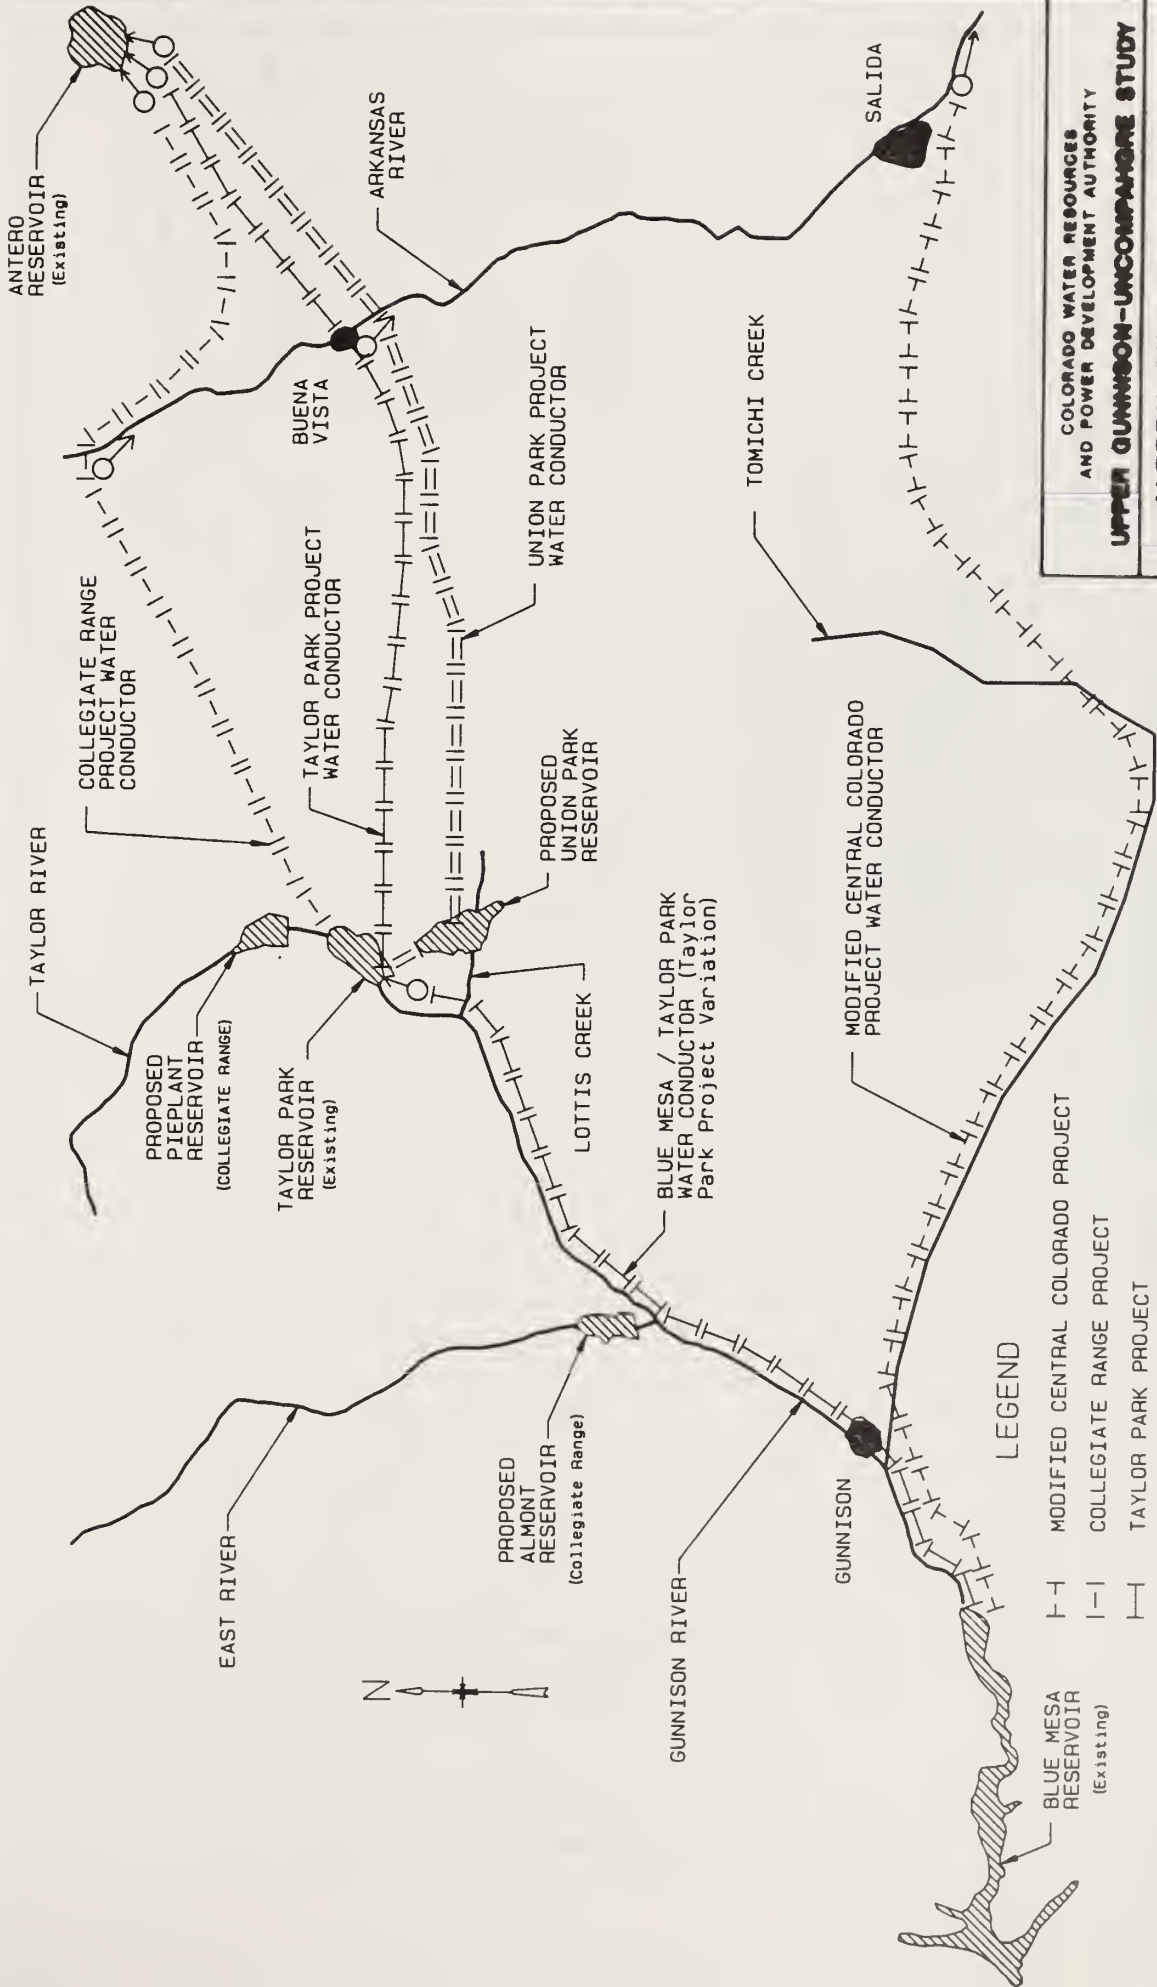 ANTERO
RESERVOIR
(Existing)
TAYLOR RIVER
COLLEGIATE RANGE
PROJECT WATER
CONDUCTOR
ARKANSAS
RIVER
BUENA
VISTA
SALIDA
PROPOSED
PIEPLANT
RESERVOIR
(COLLEGIATE RANGE)
TAYLOR PARK
RESERVOIR
(Existing)
TAYLOR PARK PROJECT
WATER CONDUCTOR
UNION PARK PROJECT
WATER CONDUCTOR
PROPOSED
UNION PARK
RESERVOIR
TOMICHI CREEK
EAST RIVER
LOTTIS CREEK
BLUE MESA / TAYLOR PARK
WATER CONDUCTOR (Taylor
Park Project Variation)
PROPOSED
ALMONT
RESERVOIR
(Collegiate Range)
MODIFIED CENTRAL COLORADO
PROJECT WATER CONDUCTOR
N
GUNNISON RIVER
GUNNISON
BLUE MESA
RESERVOIR
(Existing)
LEGEND
MODIFIED CENTRAL COLORADO PROJECT
COLLEGIATE RANGE PROJECT
TAYLOR PARK PROJECT
COLORADO WATER RESOURCES
AND POWER DEVELOPMENT AUTHORITY
UPPER GUNNISON-UNCOMPAHGRE STUDY